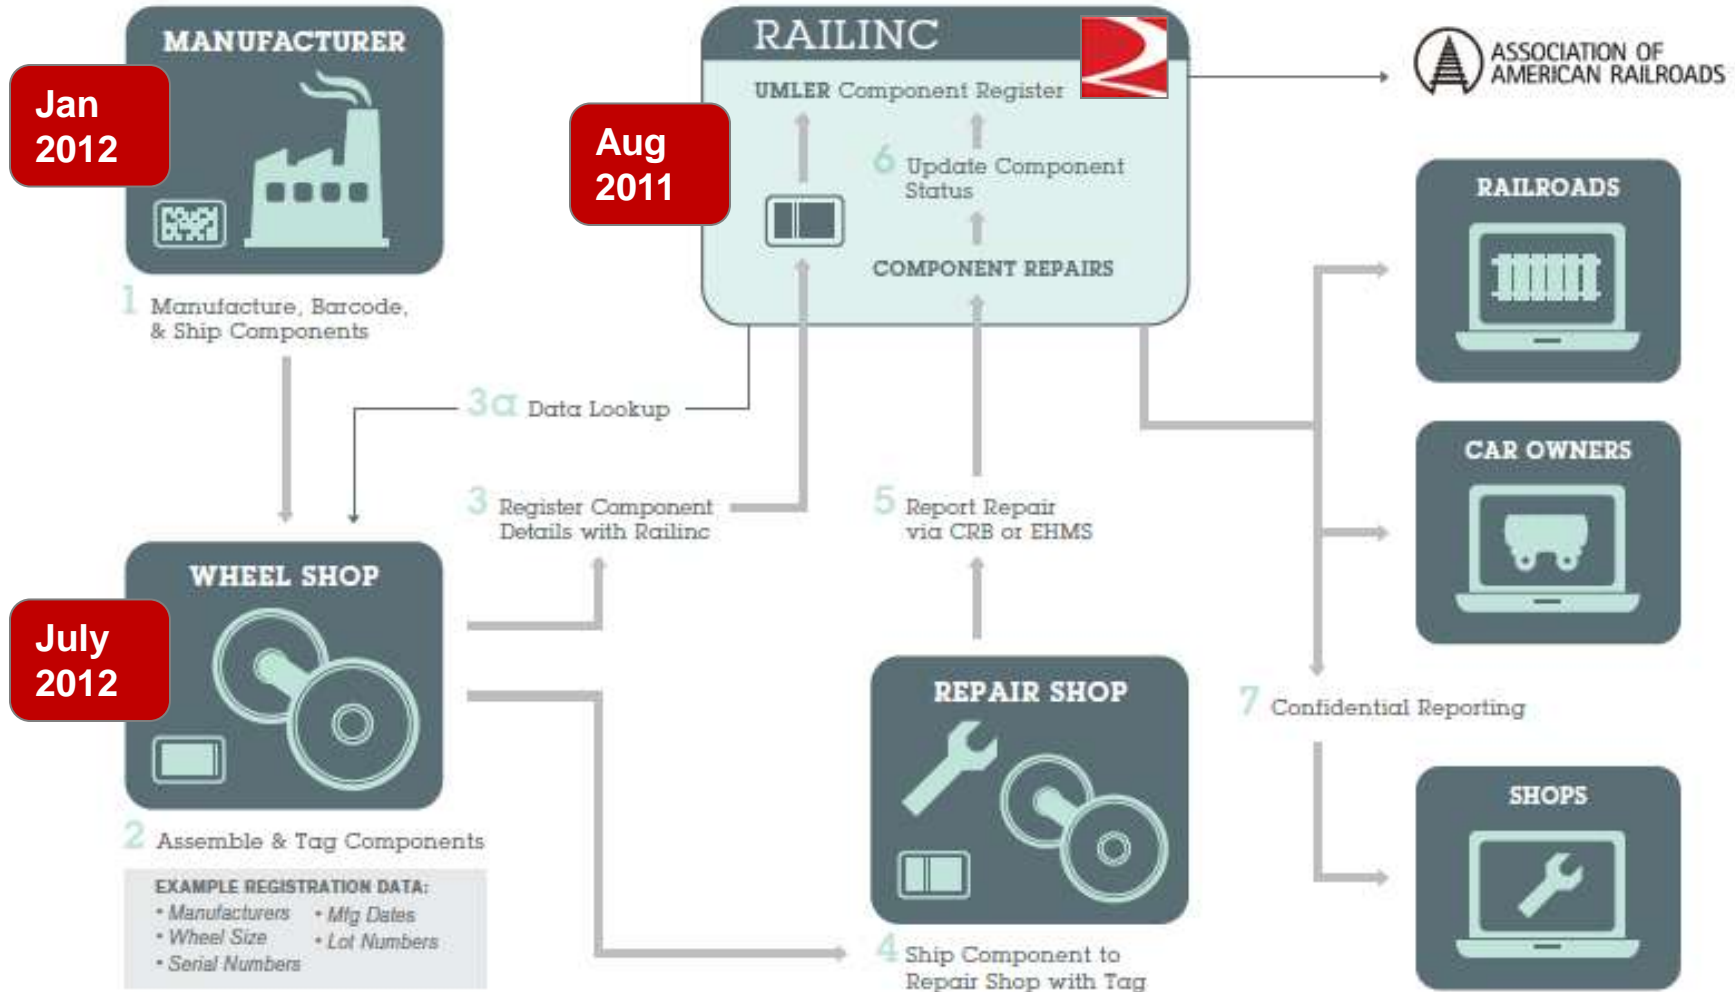 MANUFACTURER
Jan
2012
1 Manufacture, Barcode,
& Ship Components
RAILINC
UMLER Component Register
Aug
2011
6 Update Component
Status
COMPONENT REPAIRS
ASSOCIATION OF
AMERICAN RAILROADS
RAILROADS
3a Data Lookup
3 Register Component
Details with Railinc
5 Report Repair
via CRB or EHMS
CAR OWNERS
WHEEL SHOP
July
2012
2 Assemble & Tag Components
EXAMPLE REGISTRATION DATA:
• Manufacturers • Mfg Dates
• Wheel Size • Lot Numbers
• Serial Numbers
REPAIR SHOP
4 Ship Component to
Repair Shop with Tag
7 Confidential Reporting
SHOPS